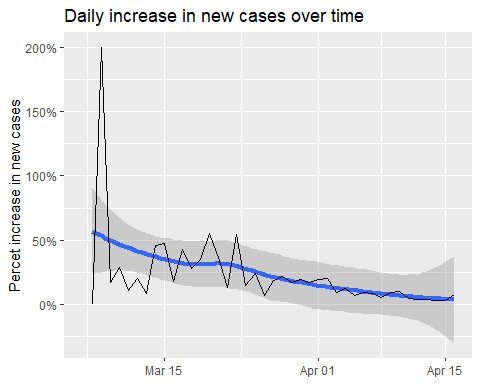 Daily increase in new cases over time
200%
150%
100%
50%
0%
Percet increase in new cases
Mar 15
Apr 01
Apr 15